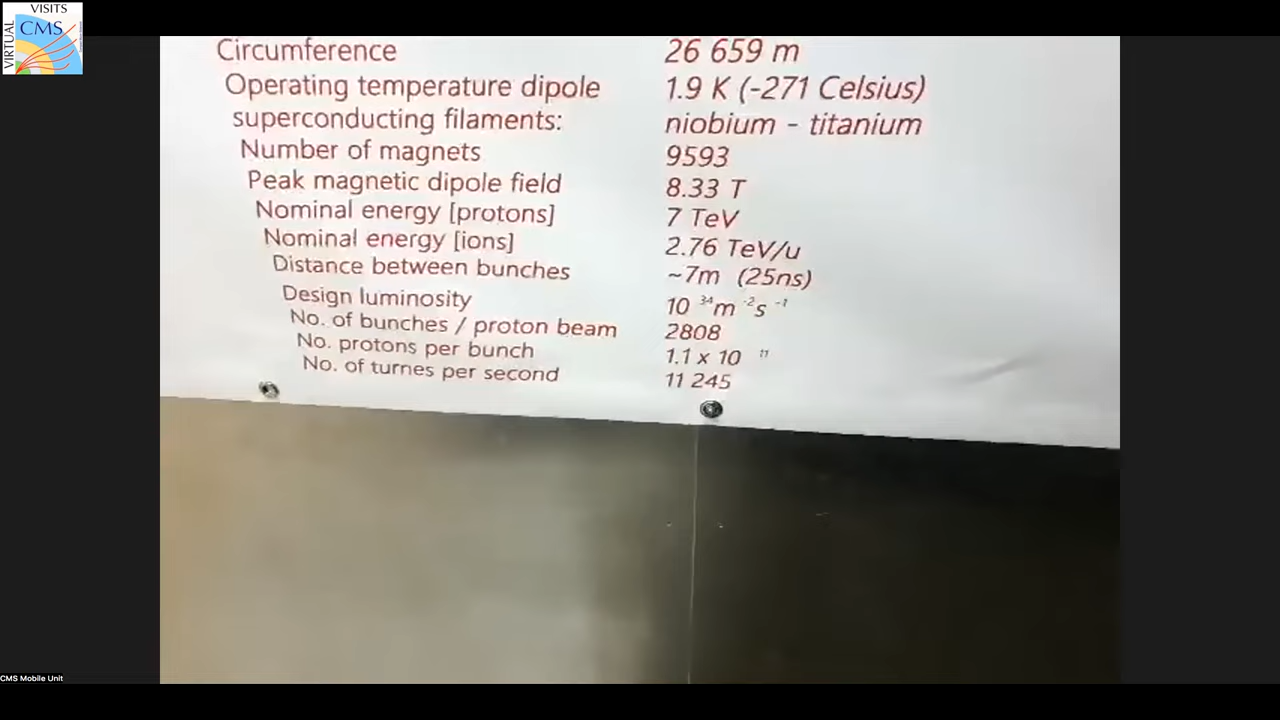 VISITS
VIRTUAL
CMS
Circumference 26 659 m
Operating temperature dipole 1.9 K (-271 Celsius)
superconducting filaments: niobium - titanium
Number of magnets 9593
Peak magnetic dipole field 8.33 T
Nominal energy [protons] 7 TeV
Nominal energy [ions] 2.76 TeV/u
Distance between bunches ~7m (25ns)
Design luminosity 10 ³⁴m ⁻²s ⁻¹
No. of bunches / proton beam 2808
No. protons per bunch 1.1 x 10 ¹¹
No. of turnes per second 11 245
CMS Mobile Unit